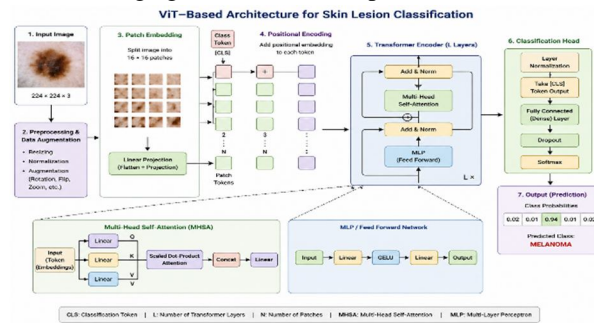 ViT–Based Architecture for Skin Lesion Classification
1. Input Image
224 × 224 × 3
2. Preprocessing &
Data Augmentation
• Resizing
• Normalization
• Augmentation
(Rotation, Flip,
Zoom, etc.)
3. Patch Embedding
Split image into
16 × 16 patches
Linear Projection
(Flatten + Projection)
Class
Token
[CLS]
2
N
Patch
Tokens
4. Positional Encoding
Add positional embedding
to each token
+
3
N
5. Transformer Encoder (L Layers)
Add & Norm
Multi-Head
Self-Attention
Add & Norm
MLP
(Feed Forward)
L ×
6. Classification Head
Layer
Normalization
Take [CLS]
Token Output
Fully Connected
(Dense) Layer
Dropout
Softmax
7. Output (Prediction)
Class Probabilities
0.02 0.01 0.94 0.01 0.02
Predicted Class:
MELANOMA
Multi-Head Self-Attention (MHSA)
Input
(Token
Embeddings)
Linear
Linear
Linear
Q
K
V
V
Scaled Dot-Product
Attention
Concat
Linear
MLP / Feed Forward Network
Input
Linear
GELU
Linear
Output
CLS: Classification Token | L: Number of Transformer Layers | N: Number of Patches | MHSA: Multi-Head Self-Attention | MLP: Multi-Layer Perceptron